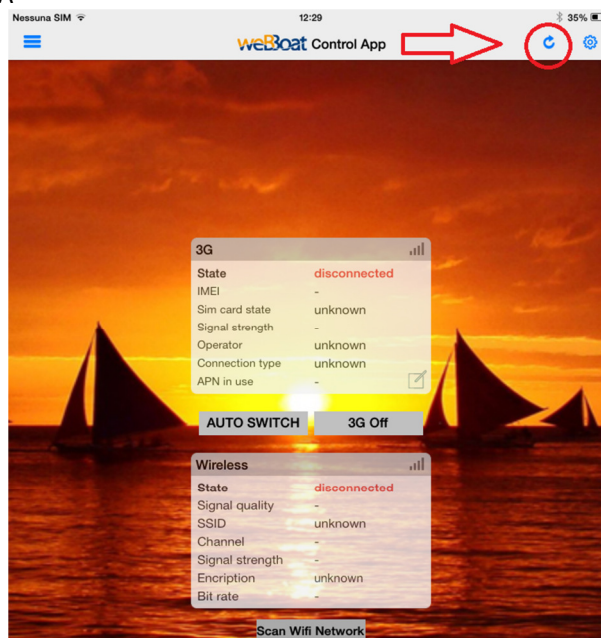 Nessuna SIM 12:29 35%
weBBoat Control App
3G
State disconnected
IMEI -
Sim card state unknown
Signal strength -
Operator unknown
Connection type unknown
APN in use -
AUTO SWITCH 3G Off
Wireless
State disconnected
Signal quality -
SSID unknown
Channel -
Signal strength -
Encription unknown
Bit rate -
Scan Wifi Network